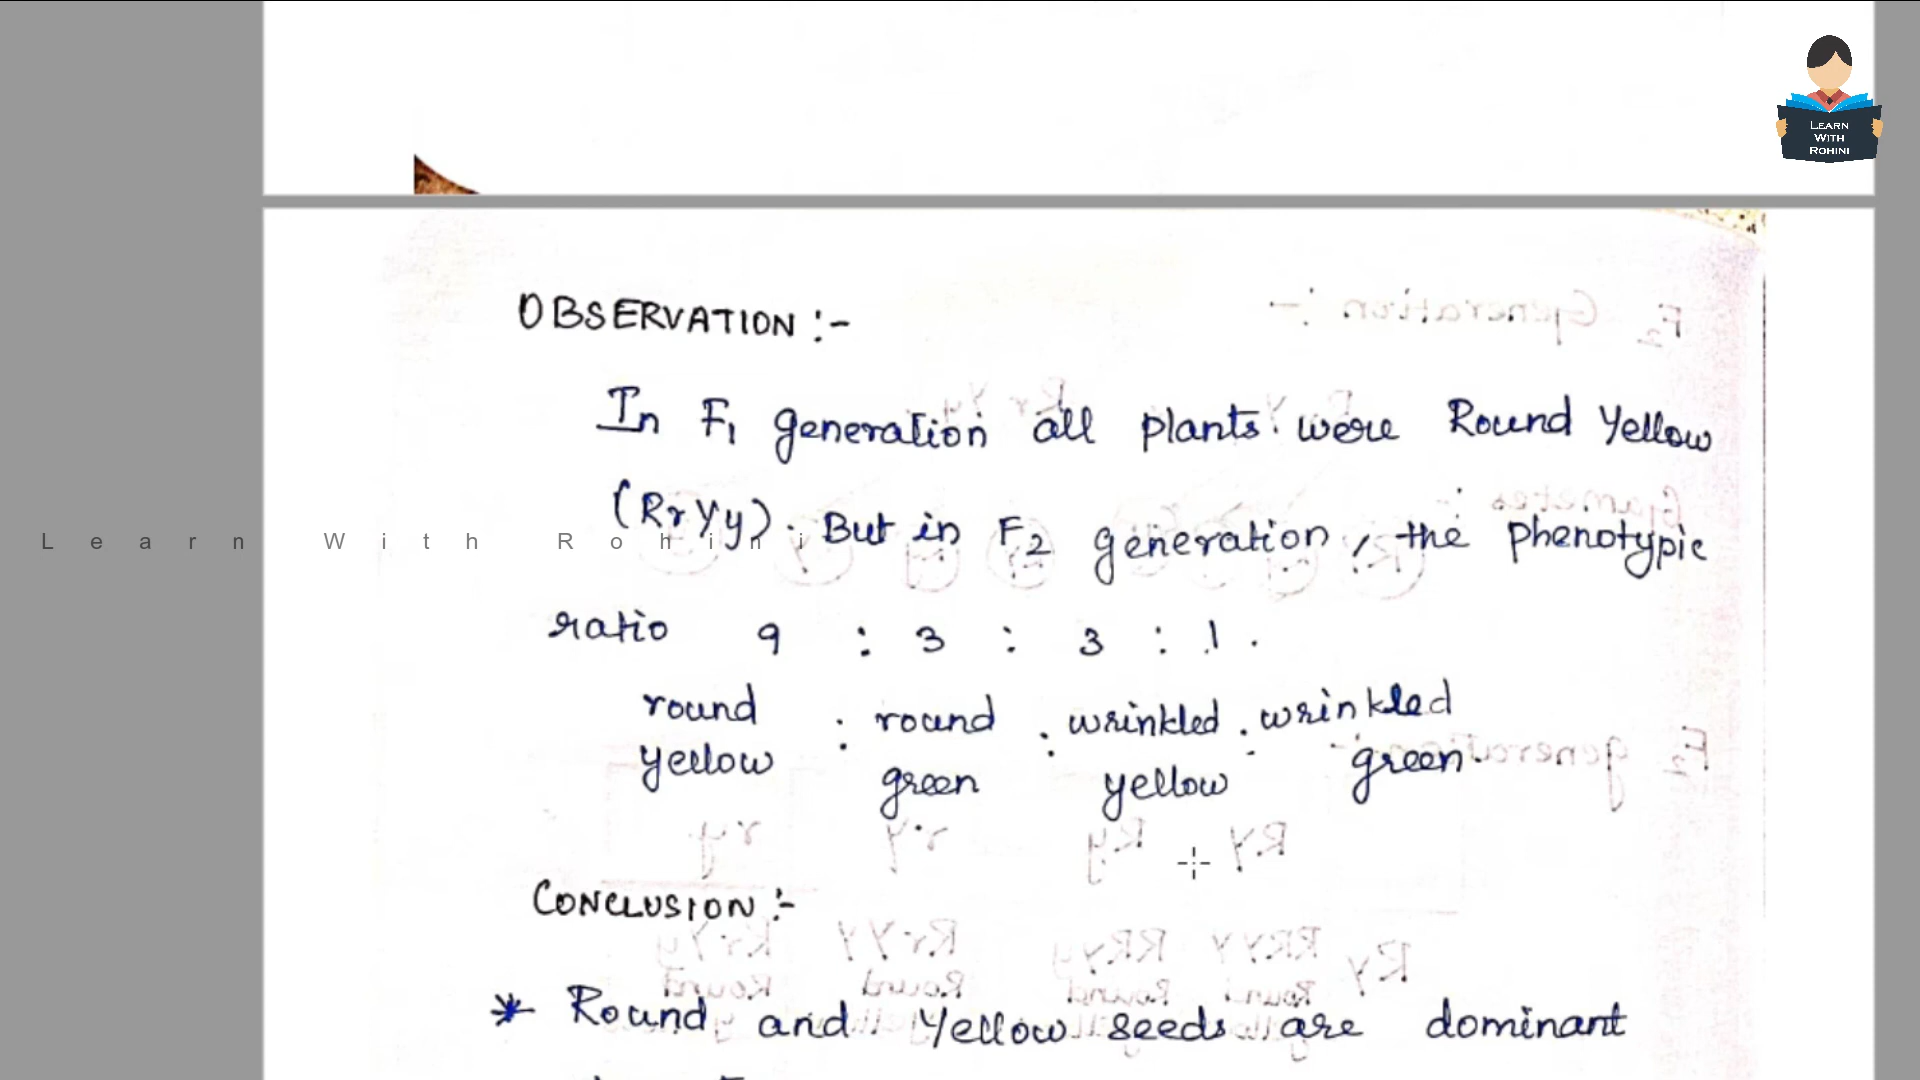 LEARN
WITH
ROHINI
OBSERVATION :-
In F₁ generation all plants were Round Yellow
(RrYy). But in F₂ generation, the phenotypic
Learn With Rohini
ratio 9 : 3 : 3 : 1.
round : round : wrinkled : wrinkled
yellow green yellow green.
CONCLUSION :-
* Round and Yellow seeds are dominant